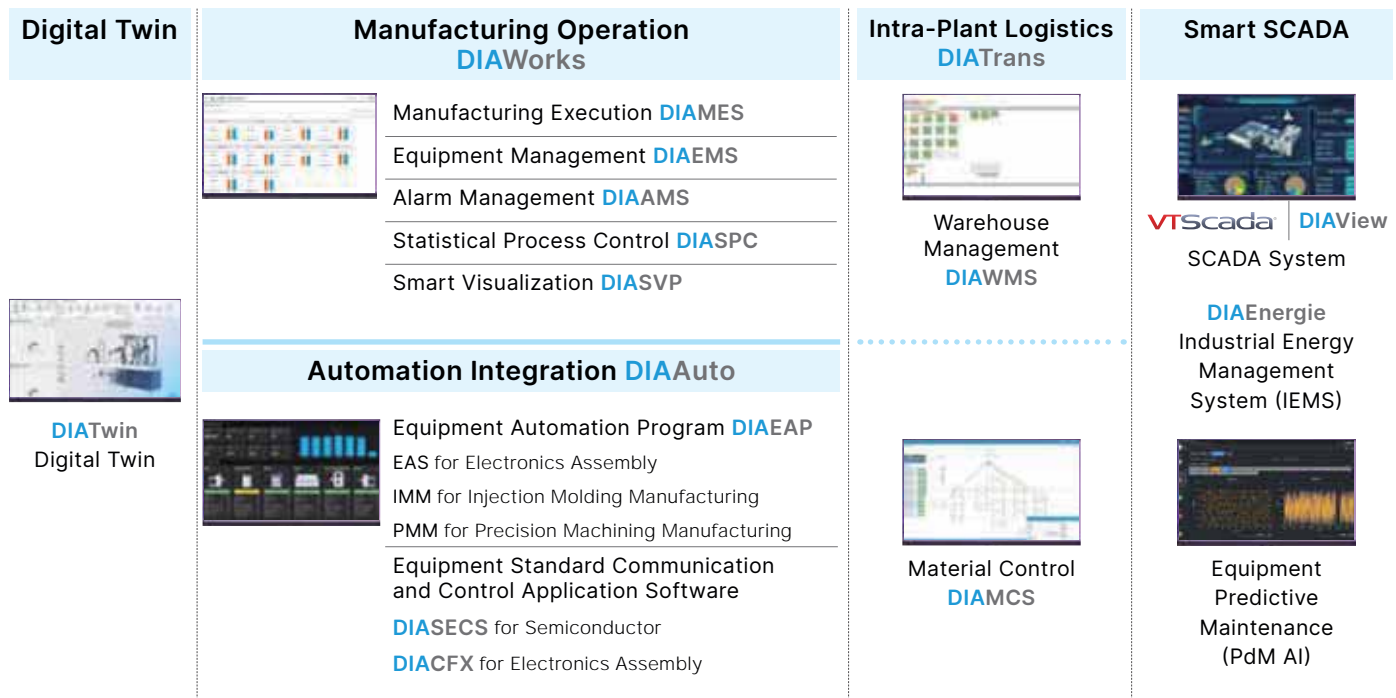 Digital Twin
DIATwin
Digital Twin
Manufacturing Operation
DIAWorks
Manufacturing Execution DIAMES
Equipment Management DIAEMS
Alarm Management DIAAMS
Statistical Process Control DIASPC
Smart Visualization DIASVP
Automation Integration DIAAuto
Equipment Automation Program DIAEAP
EAS for Electronics Assembly
IMM for Injection Molding Manufacturing
PMM for Precision Machining Manufacturing
Equipment Standard Communication
and Control Application Software
DIASECS for Semiconductor
DIACFX for Electronics Assembly
Intra-Plant Logistics
DIATrans
Warehouse
Management
DIAWMS
Material Control
DIAMCS
Smart SCADA
VTScada DIAView
SCADA System
DIAEnergie
Industrial Energy
Management
System (IEMS)
Equipment
Predictive
Maintenance
(PdM AI)